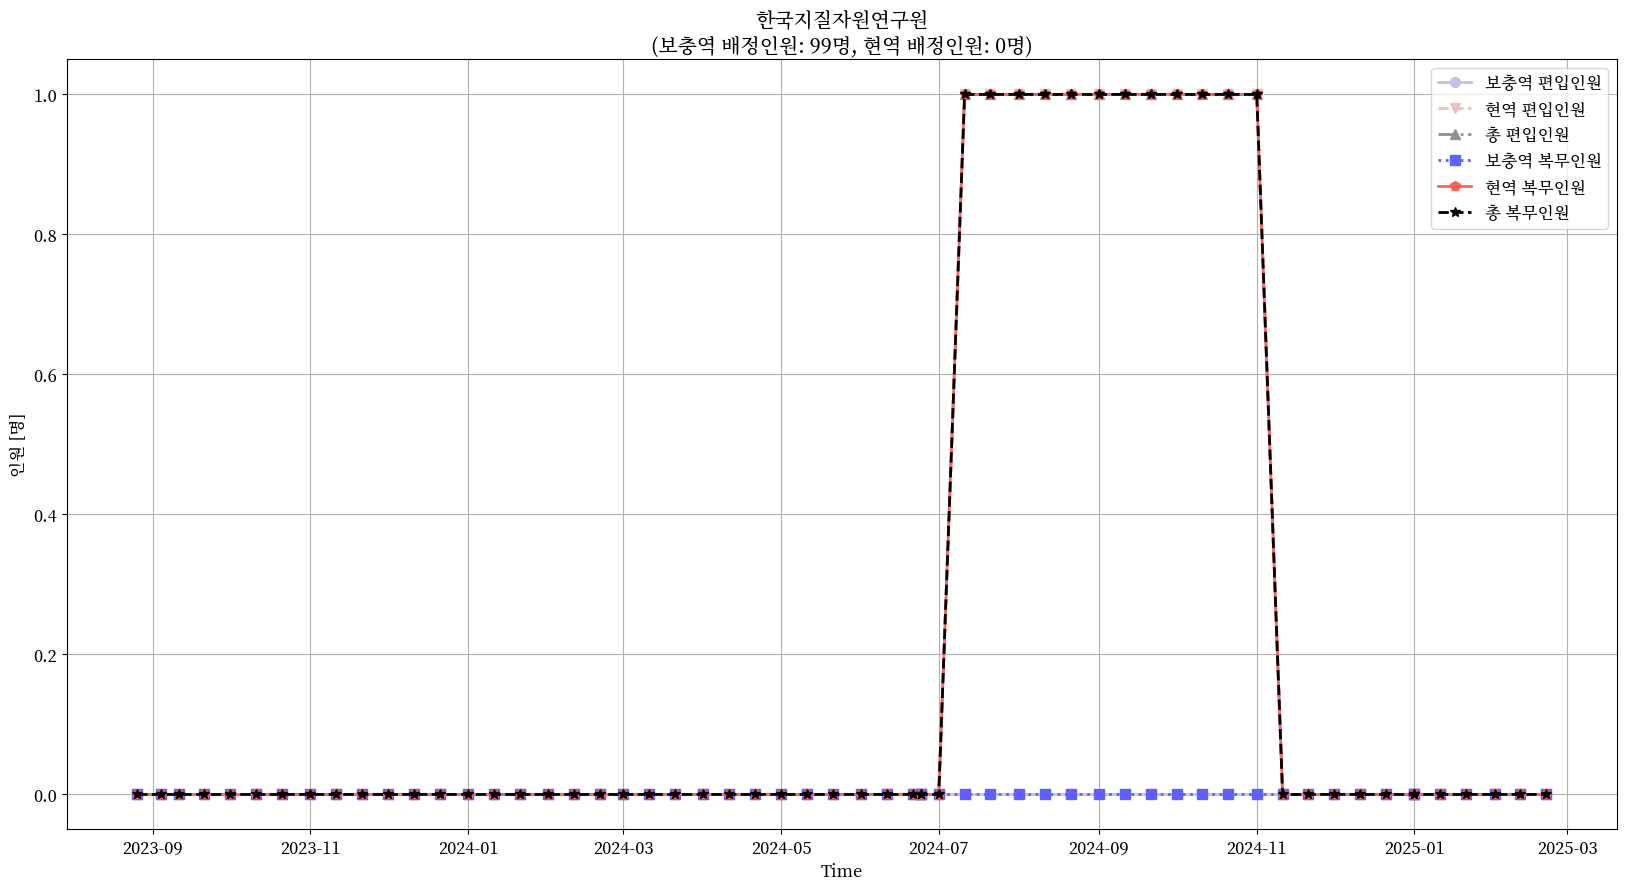 한국지질자원연구원
(보충역 배정인원: 99명, 현역 배정인원: 0명)
보충역 편입인원
현역 편입인원
총 편입인원
보충역 복무인원
현역 복무인원
총 복무인원
인원 [명]
1.0
0.8
0.6
0.4
0.2
0.0
2023-09
2023-11
2024-01
2024-03
2024-05
2024-07
2024-09
2024-11
2025-01
2025-03
Time